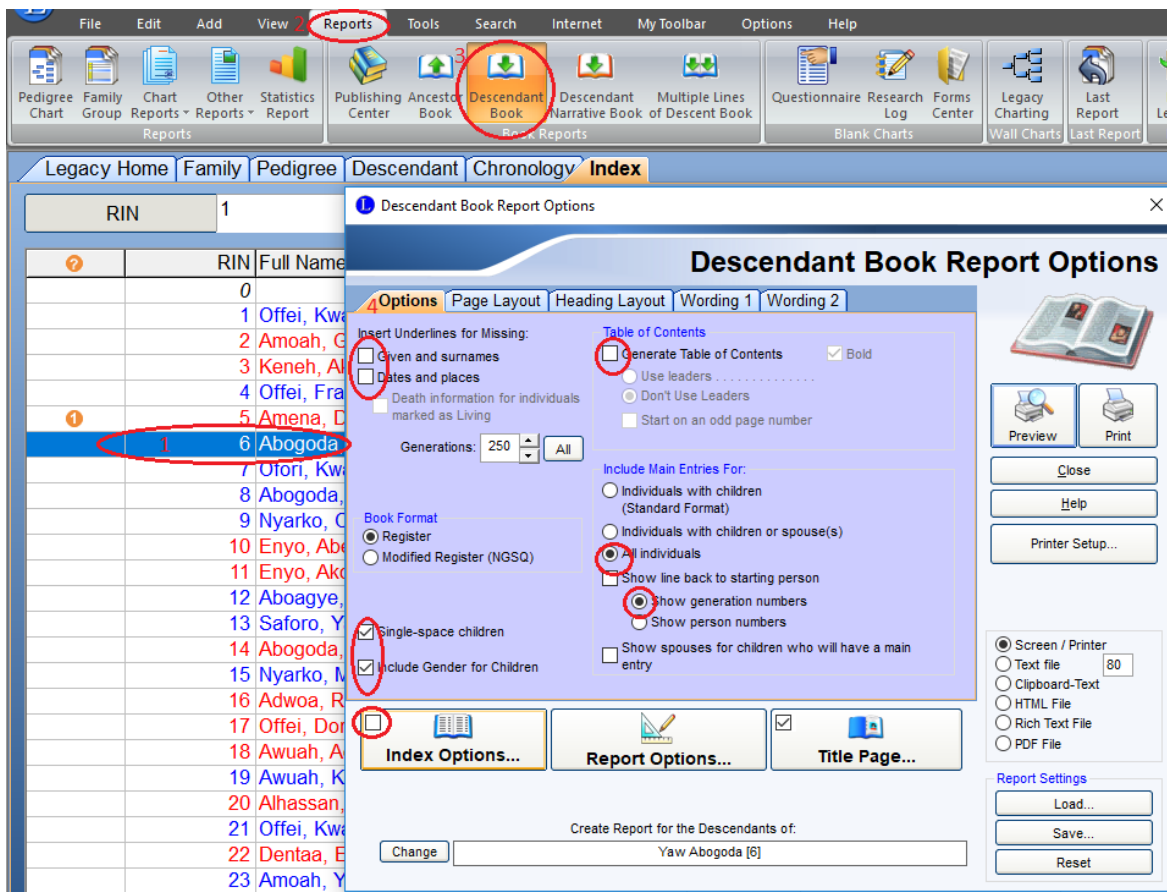 File Edit Add View 2 Reports Tools Search Internet My Toolbar Options Help
3
Pedigree Chart
Family Group
Chart Reports
Other Reports
Statistics Report
Publishing Center
Ancestor Book
Descendant Book
Descendant Narrative Book
Multiple Lines of Descent Book
Questionnaire
Research Log
Forms Center
Legacy Charting
Last Report
Reports
Book Reports
Blank Charts
Wall Charts
Last Report
Legacy Home Family Pedigree Descendant Chronology Index
RIN 1
RIN Full Name
0
1 Offei,
2 Amoah,
3 Keneh,
4 Offei,
1 5 Amena,
1 6 Abogoda
7 Ofori,
8 Abogoda,
9 Nyarko,
10 Enyo,
11 Enyo,
12 Aboagye,
13 Saforo,
14 Abogoda,
15 Nyarko,
16 Adwoa,
17 Offei,
18 Awuah,
19 Awuah,
20 Alhassan,
21 Offei,
22 Dentaa,
23 Amoah,
L Descendant Book Report Options
Descendant Book Report Options
4 Options Page Layout Heading Layout Wording 1 Wording 2
Insert Underlines for Missing:
Given and surnames
Dates and places
Death information for individuals
marked as Living
Generations: 250 All
Book Format
Register
Modified Register (NGSQ)
Single-space children
Include Gender for Children
Table of Contents
Generate Table of Contents Bold
Use leaders . . . . . . . . . . . . . .
Don't Use Leaders
Start on an odd page number
Include Main Entries For:
Individuals with children
(Standard Format)
Individuals with children or spouse(s)
All individuals
Show line back to starting person
Show generation numbers
Show person numbers
Show spouses for children who will have a main
entry
Index Options... Report Options... Title Page...
Create Report for the Descendants of:
Change Yaw Abogoda [6]
Preview Print
Close
Help
Printer Setup...
Screen / Printer
Text file 80
Clipboard-Text
HTML File
Rich Text File
PDF File
Report Settings
Load...
Save...
Reset